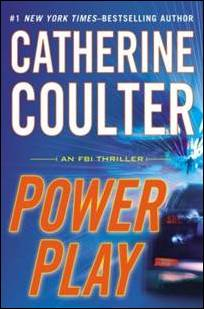 #1 NEW YORK TIMES–BESTSELLING AUTHOR
CATHERINE
COULTER
AN FBI THRILLER
POWER
PLAY